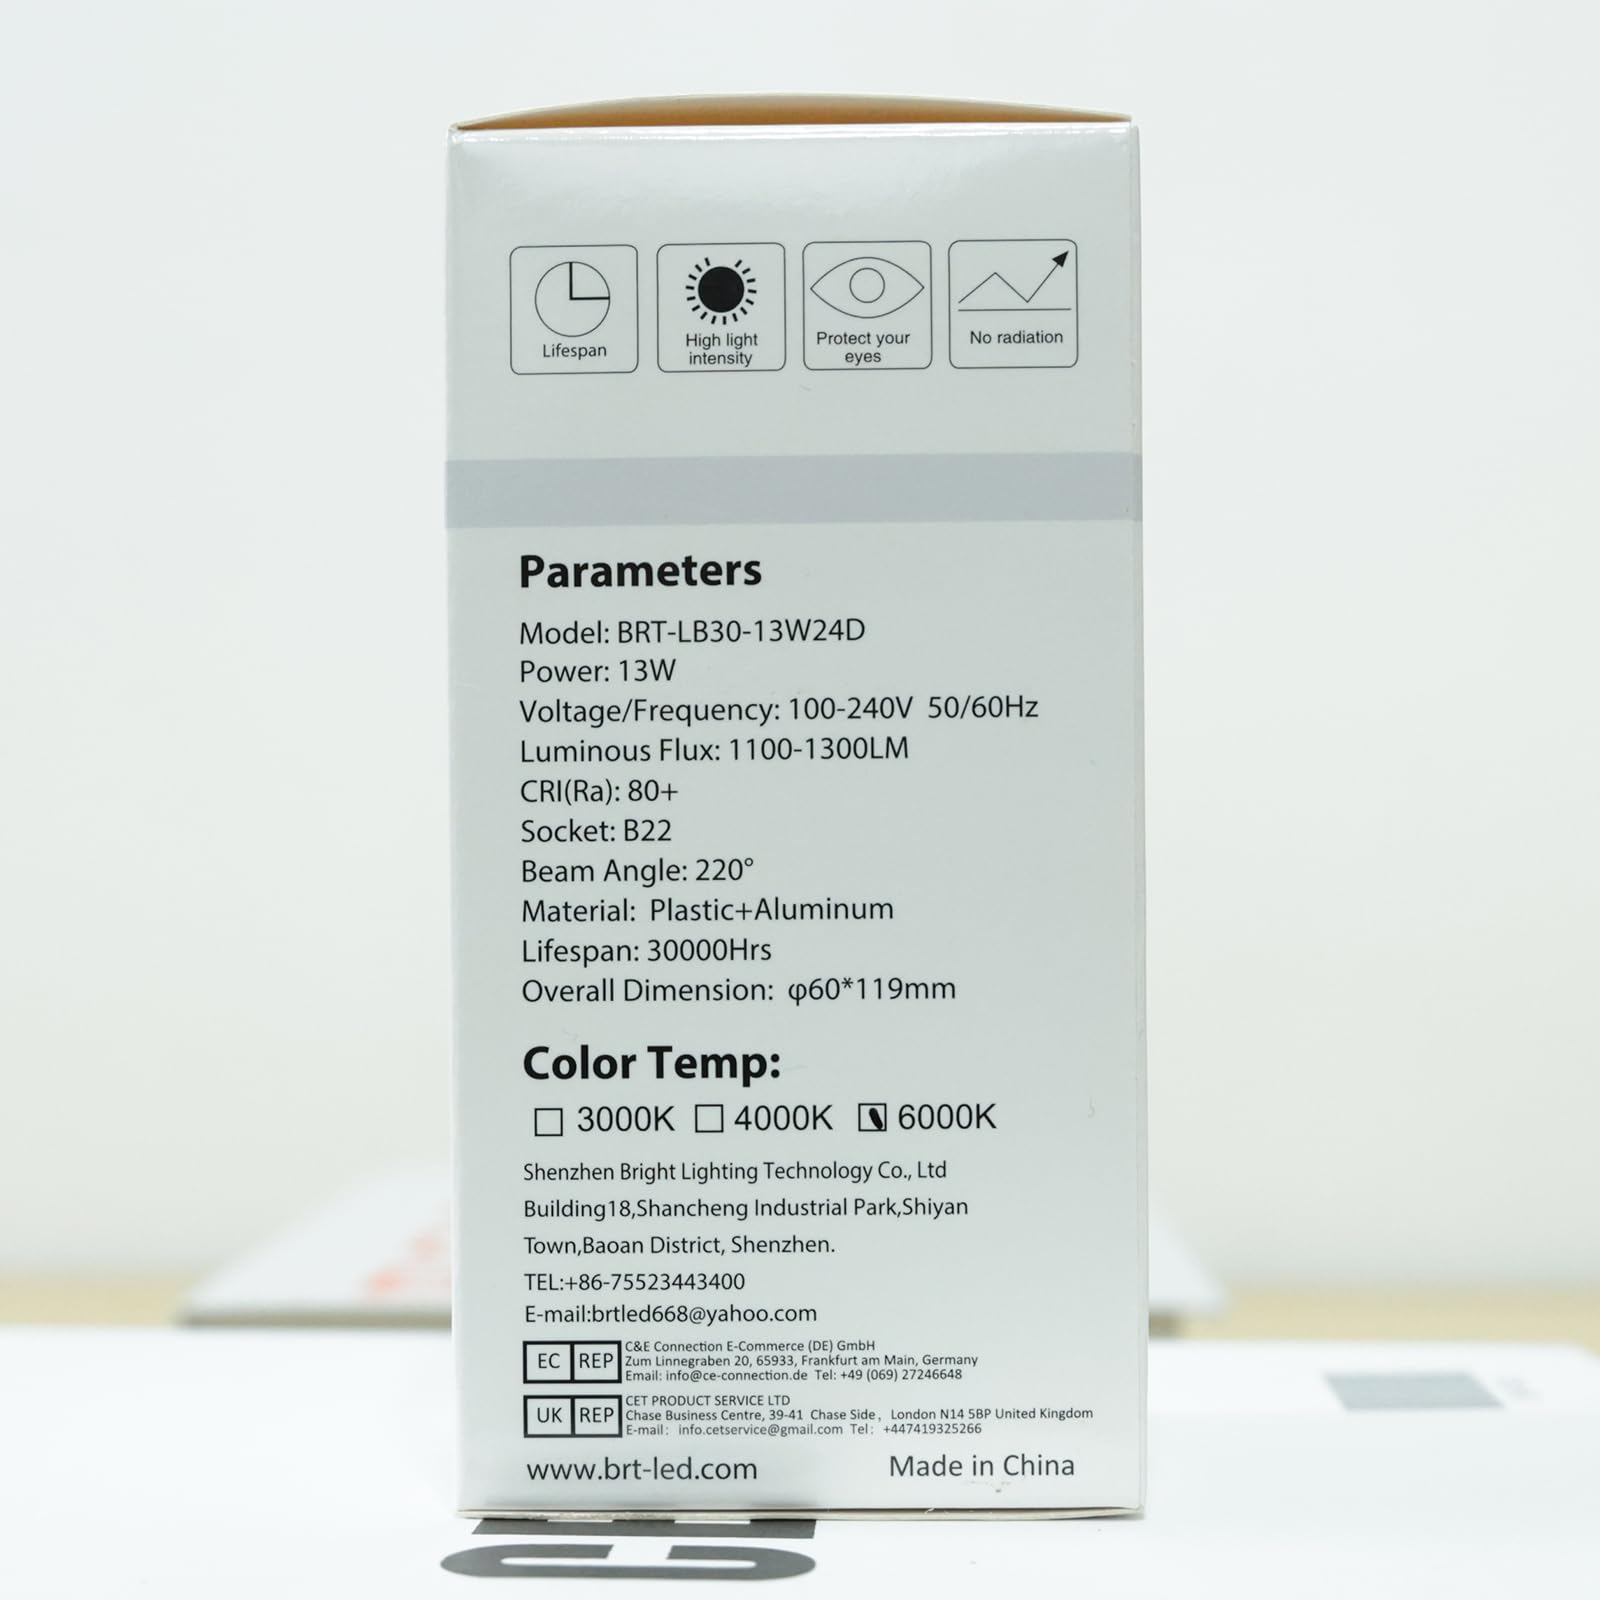 Lifespan
High light
intensity
Protect your
eyes
No radiation
Parameters
Model: BRT-LB30-13W24D
Power: 13W
Voltage/Frequency: 100-240V 50/60Hz
Luminous Flux: 1100-1300LM
CRI(Ra): 80+
Socket: B22
Beam Angle: 220°
Material: Plastic+Aluminum
Lifespan: 30000Hrs
Overall Dimension: φ60*119mm
Color Temp:
3000K 4000K 6000K
Shenzhen Bright Lighting Technology Co., Ltd
Building18,Shancheng Industrial Park,Shiyan
Town,Baoan District, Shenzhen.
TEL:+86-75523443400
E-mail:brtled668@yahoo.com
EC REP
C&E Connection E-Commerce (DE) GmbH
Zum Linnegraben 20, 65933, Frankfurt am Main, Germany
Email: info@ce-connection.de Tel: +49 (069) 27246648
UK REP
CET PRODUCT SERVICE LTD
Chase Business Centre, 39-41 Chase Side, London N14 5BP United Kingdom
E-mail: info.cetservice@gmail.com Tel: +447419325266
www.brt-led.com
Made in China